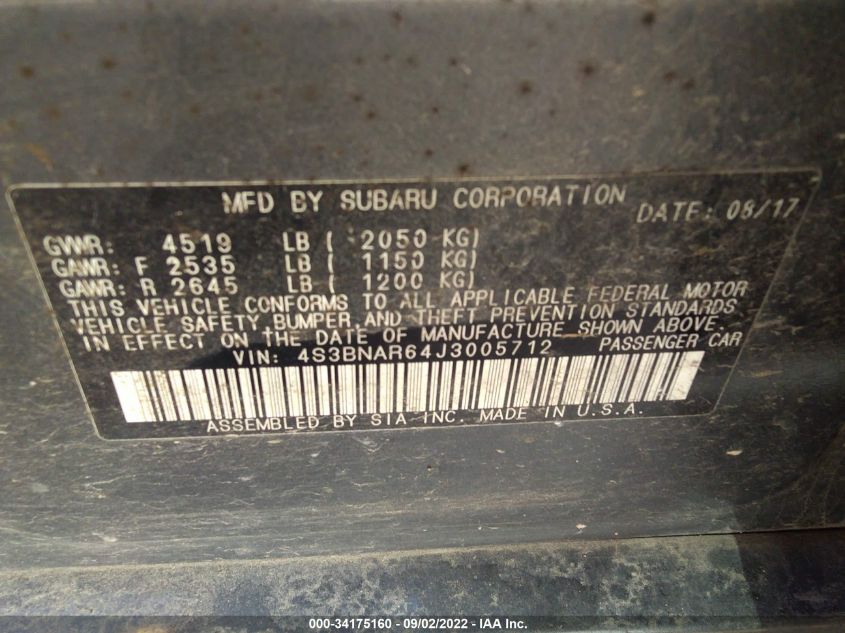 MFD BY SUBARU CORPORATION DATE: 08/17
GVWR: 4519 LB ( 2050 KG)
GAWR: F 2535 LB ( 1150 KG)
GAWR: R 2645 LB ( 1200 KG)
THIS VEHICLE CONFORMS TO ALL APPLICABLE FEDERAL MOTOR
VEHICLE SAFETY, BUMPER, AND THEFT PREVENTION STANDARDS
IN EFFECT ON THE DATE OF MANUFACTURE SHOWN ABOVE.
VIN: 4S3BNAR64J3005712 PASSENGER CAR
ASSEMBLED BY SIA INC. MADE IN U.S.A.
000-34175160 - 09/02/2022 - IAA Inc.